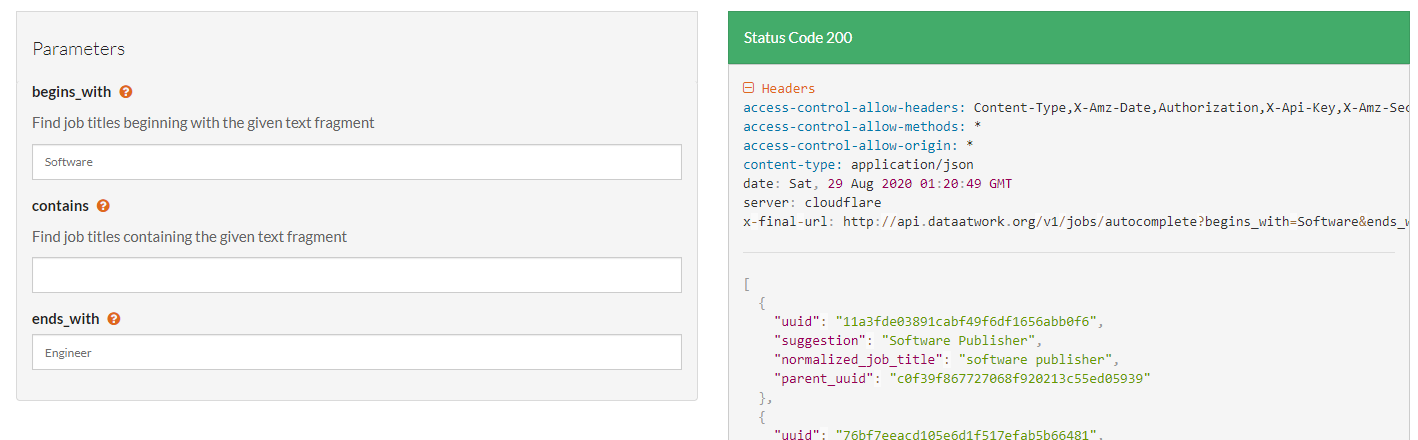 Parameters
begins_with
Find job titles beginning with the given text fragment
Software
contains
Find job titles containing the given text fragment
ends_with
Engineer
Status Code 200
Headers
access-control-allow-headers: Content-Type,X-Amz-Date,Authorization,X-Api-Key,X-Amz-Sec
access-control-allow-methods: *
access-control-allow-origin: *
content-type: application/json
date: Sat, 29 Aug 2020 01:20:49 GMT
server: cloudflare
x-final-url: http://api.dataatwork.org/v1/jobs/autocomplete?begins_with=Software&ends_w
[
{
"uuid": "11a3fde03891cabf49f6df1656abb0f6",
"suggestion": "Software Publisher",
"normalized_job_title": "software publisher",
"parent_uuid": "c0f39f867727068f920213c55ed05939"
},
{
"uuid": "76bf7eeacd105e6d1f517efab5b66481",